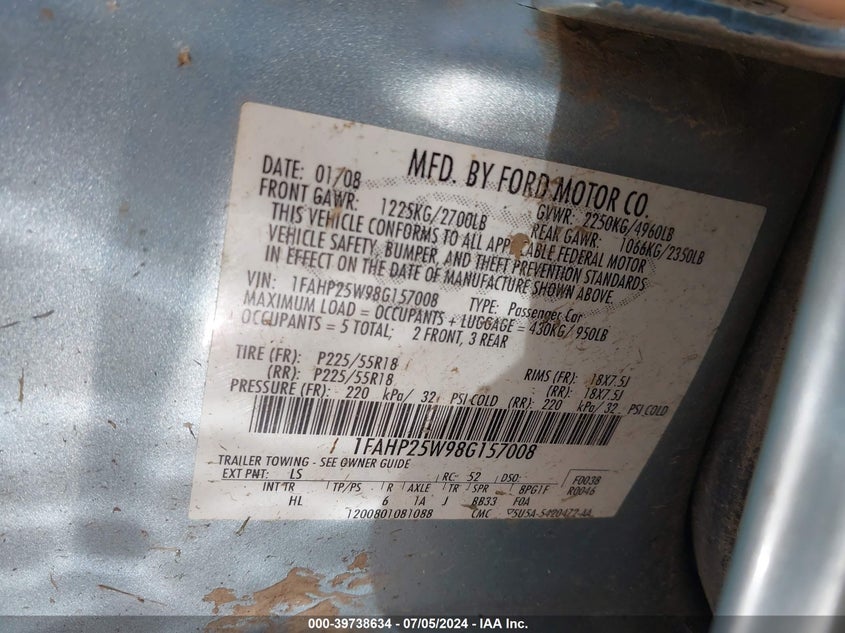 MFD. BY FORD MOTOR CO.
DATE: 01/08 GVWR: 2250KG/4960LB
FRONT GAWR: 1225KG/2700LB REAR GAWR: 1066KG/2350LB
THIS VEHICLE CONFORMS TO ALL APPLICABLE FEDERAL MOTOR
VEHICLE SAFETY, BUMPER, AND THEFT PREVENTION STANDARDS
IN EFFECT ON THE DATE OF MANUFACTURE SHOWN ABOVE.
VIN: 1FAHP25W98G157008 TYPE: Passenger Car
MAXIMUM LOAD = OCCUPANTS + LUGGAGE = 430KG/950LB
OCCUPANTS = 5 TOTAL; 2 FRONT, 3 REAR
TIRE (FR): P225/55R18 RIMS (FR): 18X7.5J
(RR): P225/55R18 (RR): 18X7.5J
PRESSURE (FR): 220 kPa/ 32 PSI COLD (RR): 220 kPa/ 32 PSI COLD
1FAHP25W98G157008
TRAILER TOWING - SEE OWNER GUIDE
EXT PNT: LS RC: 52 DSO: F0038
INT TR TP/PS R AXLE TR SPR BPG1F R0046
HL 6 1A J BB33 F0A
1200801081088 CMC
000-39738634 / 07/05/2024 - IAA Inc.